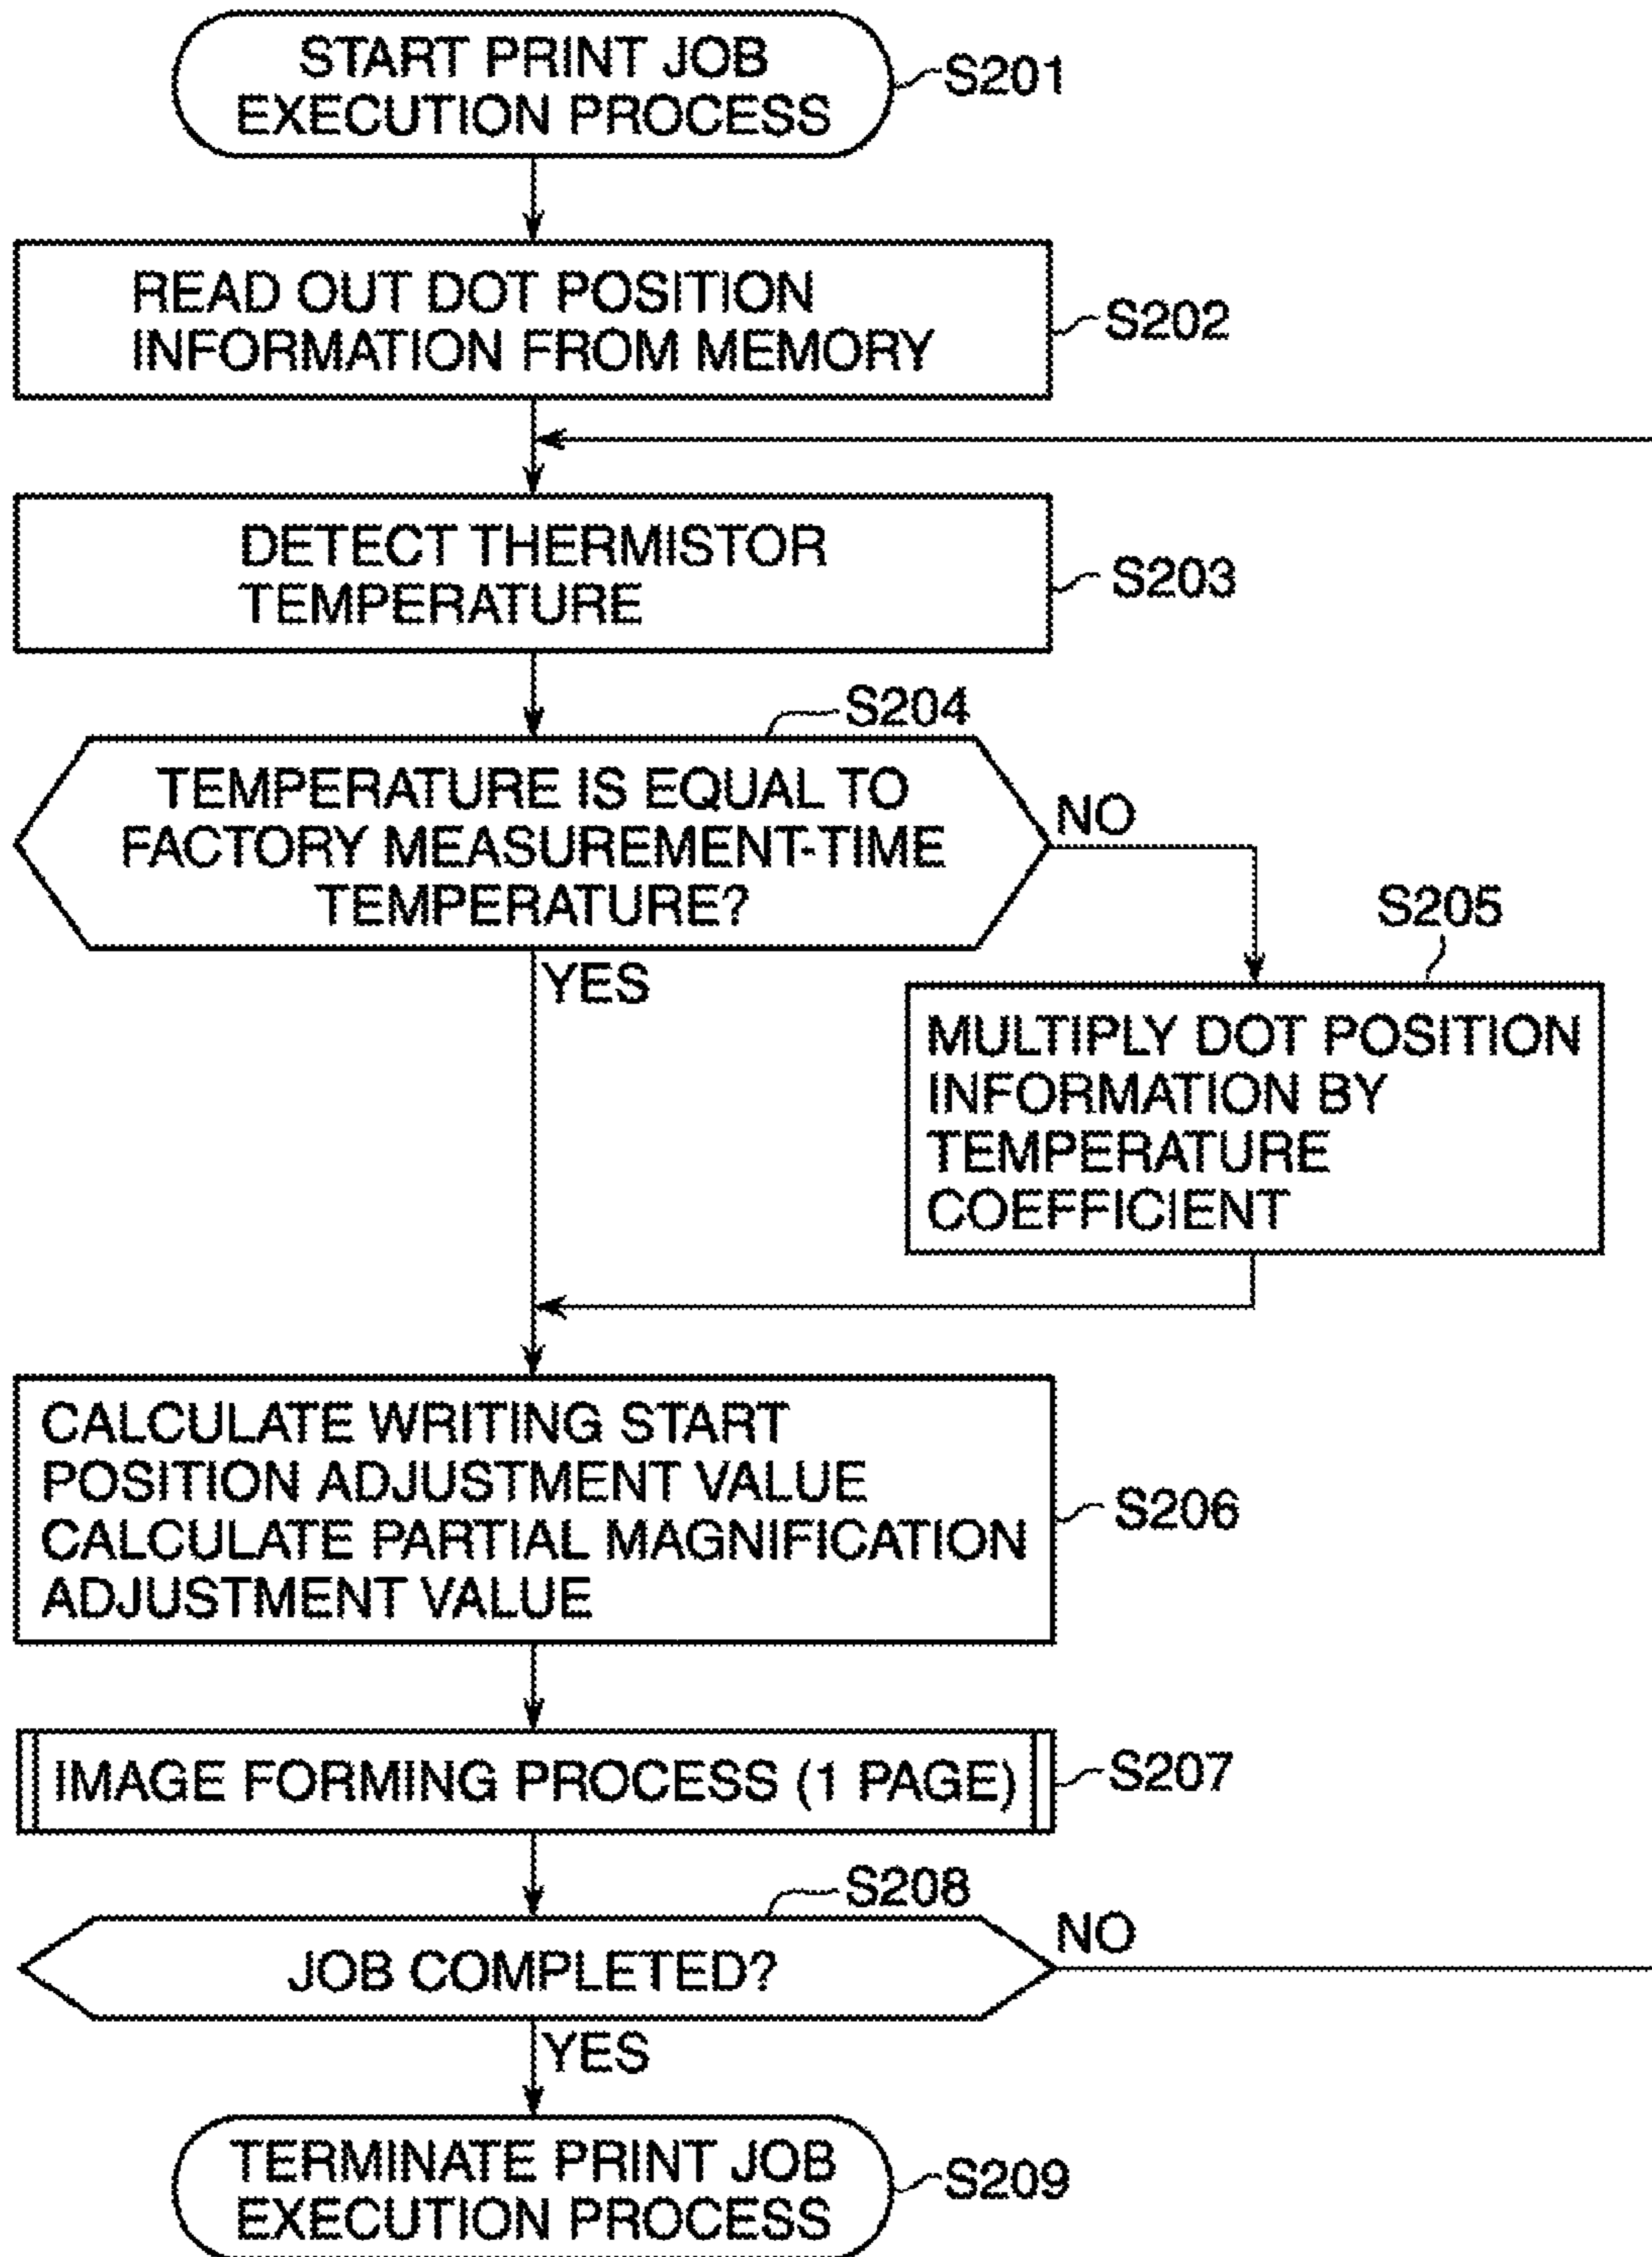 START PRINT JOB
EXECUTION PROCESS
S201
READ OUT DOT POSITION
INFORMATION FROM MEMORY
S202
DETECT THERMISTOR
TEMPERATURE
S203
S204
TEMPERATURE IS EQUAL TO
FACTORY MEASUREMENT-TIME
TEMPERATURE?
NO
YES
S205
MULTIPLY DOT POSITION
INFORMATION BY
TEMPERATURE
COEFFICIENT
CALCULATE WRITING START
POSITION ADJUSTMENT VALUE
CALCULATE PARTIAL MAGNIFICATION
ADJUSTMENT VALUE
S206
IMAGE FORMING PROCESS (1 PAGE)
S207
S208
JOB COMPLETED?
NO
YES
TERMINATE PRINT JOB
EXECUTION PROCESS
S209